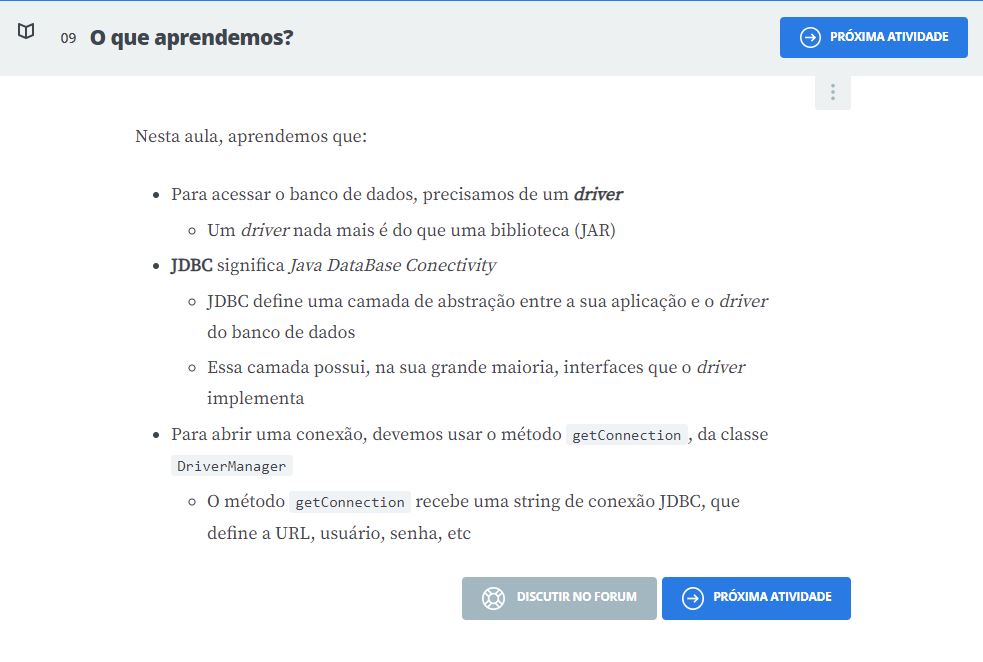 09 O que aprendemos?
PRÓXIMA ATIVIDADE
Nesta aula, aprendemos que:
Para acessar o banco de dados, precisamos de um driver
Um driver nada mais é do que uma biblioteca (JAR)
JDBC significa Java DataBase Conectivity
JDBC define uma camada de abstração entre a sua aplicação e o driver
do banco de dados
Essa camada possui, na sua grande maioria, interfaces que o driver
implementa
Para abrir uma conexão, devemos usar o método getConnection, da classe
DriverManager
O método getConnection recebe uma string de conexão JDBC, que
define a URL, usuário, senha, etc
DISCUTIR NO FORUM
PRÓXIMA ATIVIDADE